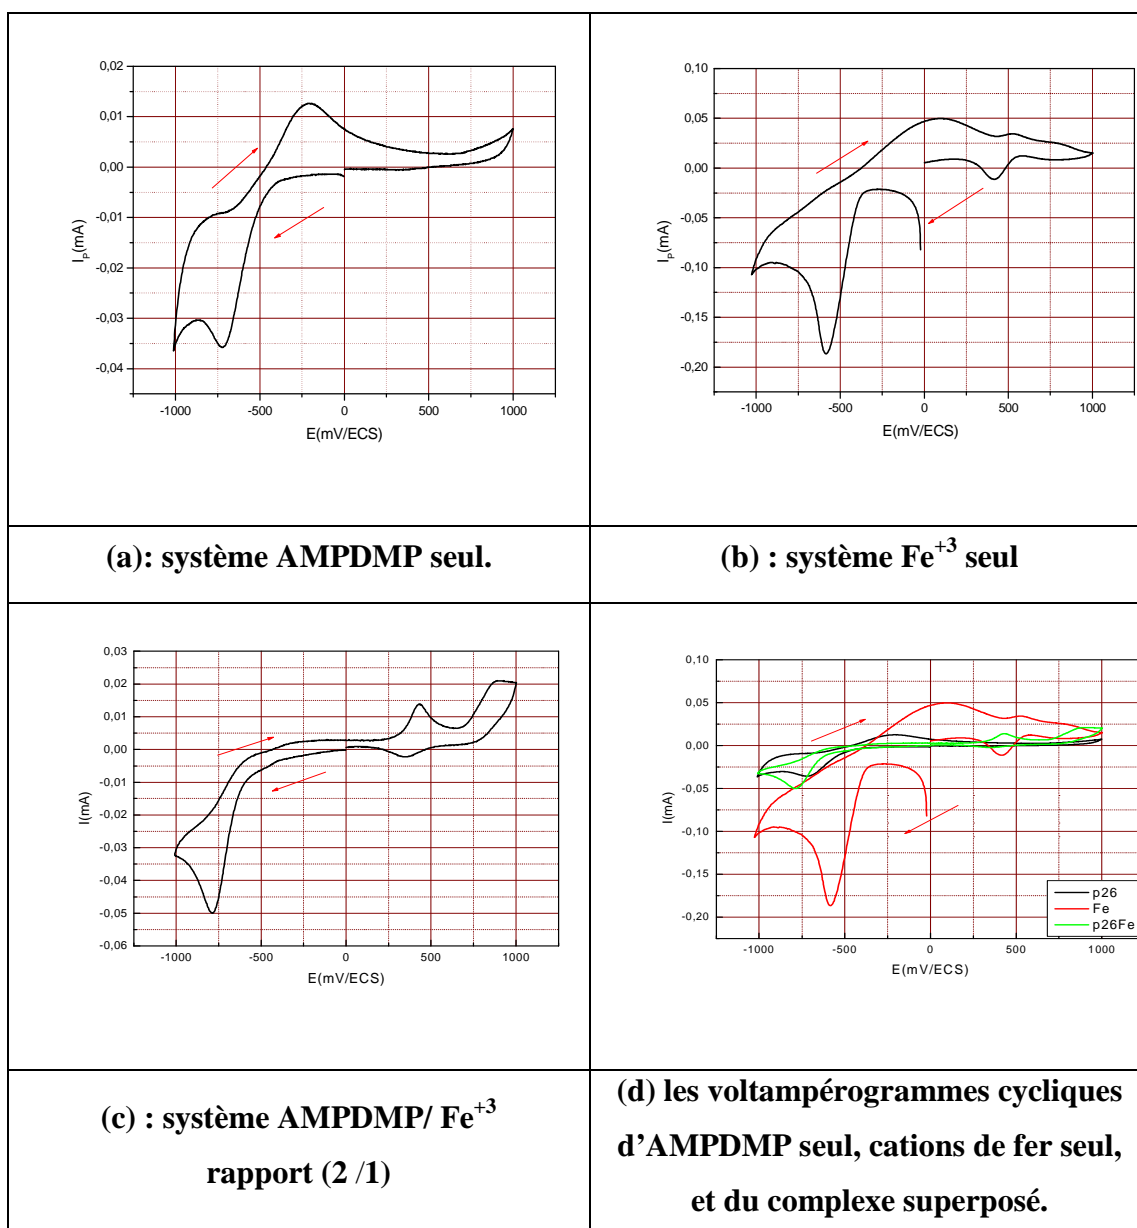 0,02
0,01
0,00
-0,01
-0,02
-0,03
-0,04
-1000 -500 0 500 1000
I_P(mA)
E(mV/ECS)
0,10
0,05
0,00
-0,05
-0,10
-0,15
-0,20
-1000 -500 0 500 1000
I_P(mA)
E(mV/ECS)
(a): système AMPDMP seul.
(b) : système Fe⁺³ seul
0,03
0,02
0,01
0,00
-0,01
-0,02
-0,03
-0,04
-0,05
-0,06
-1000 -500 0 500 1000
I(mA)
E(mV/ECS)
0,10
0,05
0,00
-0,05
-0,10
-0,15
-0,20
-1000 -500 0 500 1000
I(mA)
E(mV/ECS)
p26
Fe
p26Fe
(c) : système AMPDMP/ Fe⁺³
rapport (2 /1)
(d) les voltampérogrammes cycliques
d’AMPDMP seul, cations de fer seul,
et du complexe superposé.